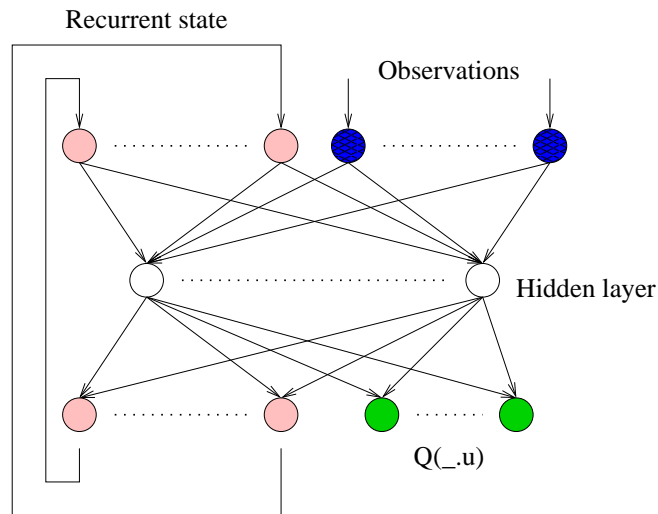 Recurrent state
Observations
Hidden layer
Q(_.u)